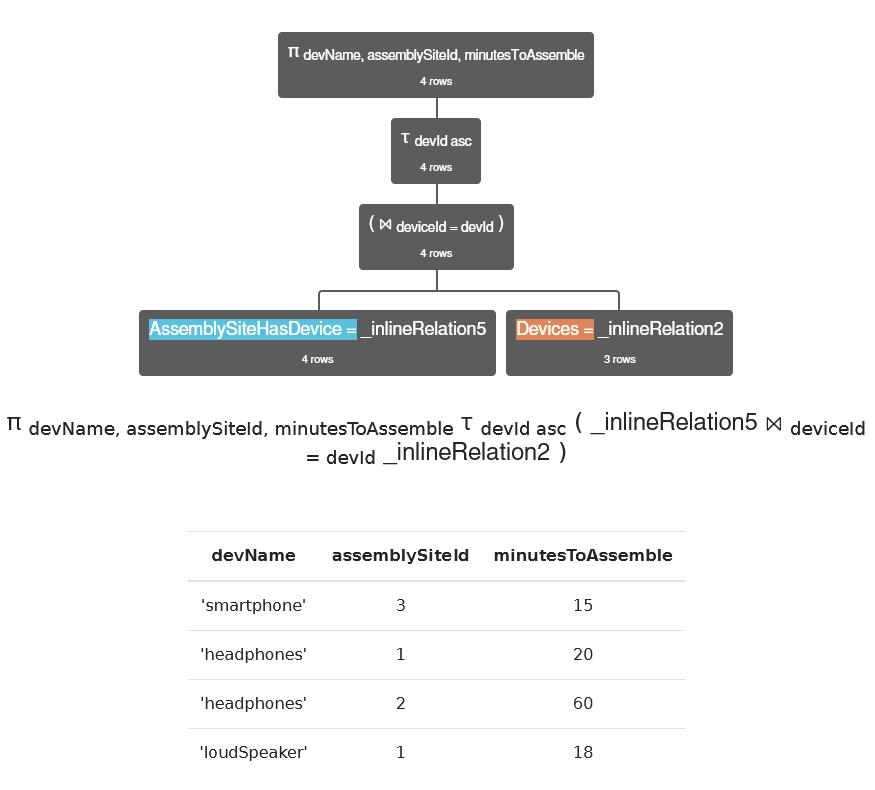 π devName, assemblySiteId, minutesToAssemble
4 rows
τ devId asc
4 rows
( ⋈ deviceId = devId )
4 rows
AssemblySiteHasDevice = _inlineRelation5
4 rows
Devices = _inlineRelation2
3 rows
π devName, assemblySiteId, minutesToAssemble τ devId asc ( _inlineRelation5 ⋈ deviceId
= devId _inlineRelation2 )
devName assemblySiteId minutesToAssemble
'smartphone' 3 15
'headphones' 1 20
'headphones' 2 60
'loudSpeaker' 1 18